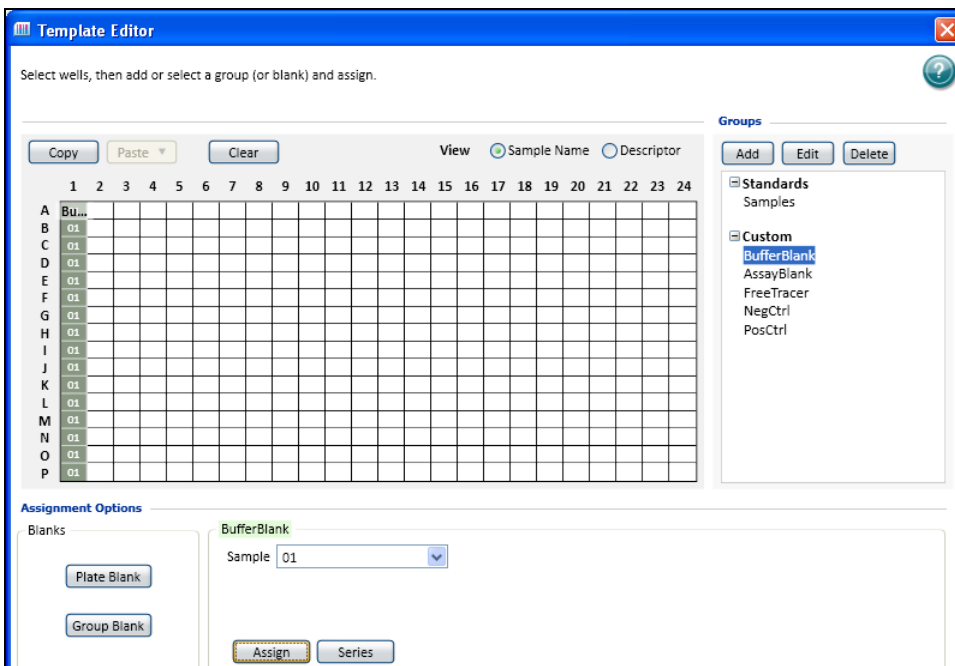 Template Editor
Select wells, then add or select a group (or blank) and assign.
Groups
Copy Paste Clear View Sample Name Descriptor
Add Edit Delete
1 2 3 4 5 6 7 8 9 10 11 12 13 14 15 16 17 18 19 20 21 22 23 24
A Bu...
B 01
C 01
D 01
E 01
F 01
G 01
H 01
I 01
J 01
K 01
L 01
M 01
N 01
O 01
P 01
Standards
Samples
Custom
BufferBlank
AssayBlank
FreeTracer
NegCtrl
PosCtrl
Assignment Options
Blanks
Plate Blank
Group Blank
BufferBlank
Sample 01
Assign Series